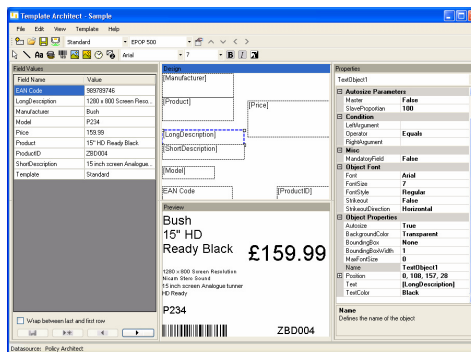 Template Architect - Sample
File Edit View Template Help
Standard EPOP 500
Aa Arial 7 B I
Field Values
Field Name Value
EAN Code 989789746
LongDescription 1280 x 800 Screen Reso...
Manufacturer Bush
Model P234
Price 159.99
Product 15" HD Ready Black
ProductID ZBD004
ShortDescription 15 inch screen Analogue...
Template Standard
Wrap between last and first row
Design
[Manufacturer]
[Product]
[Price]
[LongDescription]
[ShortDescription]
[Model]
EAN Code [ProductID]
Preview
Bush
15" HD
Ready Black £159.99
1280 x 800 Screen Resolution
Nicam Stereo Sound
15 inch screen Analogue tunner
HD Ready
P234
ZBD004
Properties
TextObject1
Autosize Parameters
Master False
SlaveProportion 100
Condition
LeftArgument
Operator Equals
RightArgument
Misc
MandatoryField False
Object Font
Font Arial
FontSize 7
FontStyle Regular
Strikeout False
StrikeoutDirection Horizontal
Object Properties
Autosize True
BackgroundColor Transparent
BoundingBox None
BoundingBoxWidth 1
MaxFontSize 0
Name TextObject1
Position 0, 108, 157, 28
Text [LongDescription]
TextColor Black
Name
Defines the name of the object
Datasource: Policy Architect